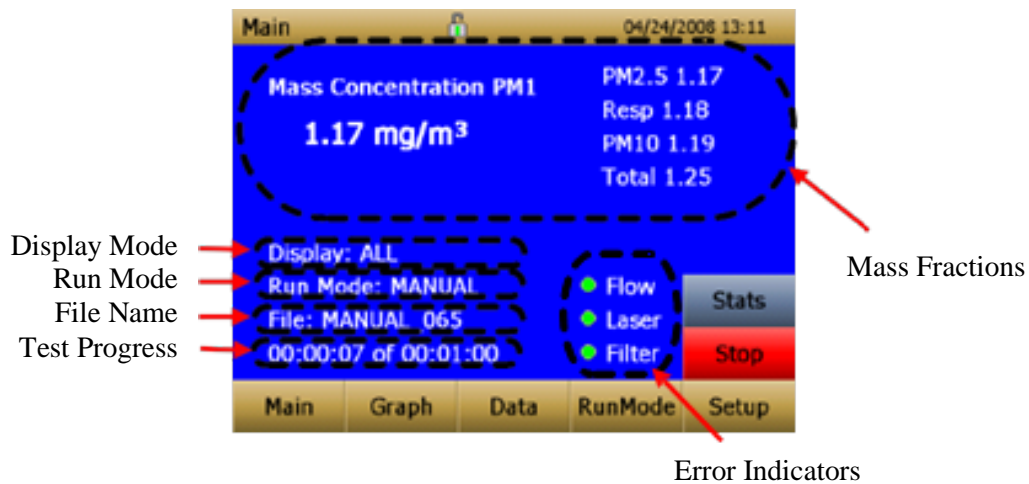 Main 04/24/2008 13:11
Mass Concentration PM1
1.17 mg/m³
PM2.5 1.17
Resp 1.18
PM10 1.19
Total 1.25
Mass Fractions
Display Mode
Run Mode
File Name
Test Progress
Display: ALL
Run Mode: MANUAL
File: MANUAL_065
00:00:07 of 00:01:00
Flow
Laser
Filter
Stats
Stop
Main Graph Data RunMode Setup
Error Indicators